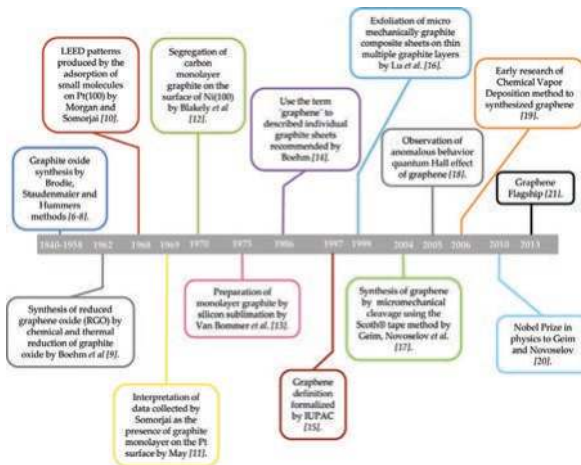 LEED patterns
produced by the
adsorption of
small molecules
on Pt(100) by
Morgan and
Somorjai [10].
Segregation of
carbon
monolayer
graphite on the
surface of Ni(100)
by Blakely et al
[12].
Exfoliation of micro
mechanically graphite
composite sheets on thin
multiple graphite layers
by Lu et al. [16].
Early research of
Chemical Vapor
Deposition method to
synthesized graphene
[19].
Use the term
"graphene" to
described individual
graphite sheets
recommended by
Boehm [14].
Observation of
anomalous behavior
quantum Hall effect
of graphene [18].
Graphite oxide
synthesis by
Brodie,
Staudenmaier and
Hummers
methods [6-8].
Graphene
Flagship [21].
1840-1958 1962 1968 1969 1970 1975 1986 1997 1999 2004 2005 2006 2010 2013
Synthesis of reduced
graphene oxide (RGO) by
chemical and thermal
reduction of graphite
oxide by Boehm et al [9].
Preparation of
monolayer graphite by
silicon sublimation by
Van Bommer et al. [13].
Synthesis of graphene
by micromechanical
cleavage using the
Scoth® tape method by
Geim, Novoselov et al.
[17].
Nobel Prize in
physics to Geim
and Novoselov
[20].
Interpretation of
data collected by
Somorjai as the
presence of graphite
monolayer on the Pt
surface by May [11].
Graphene
definition
formalized
by IUPAC
[15].